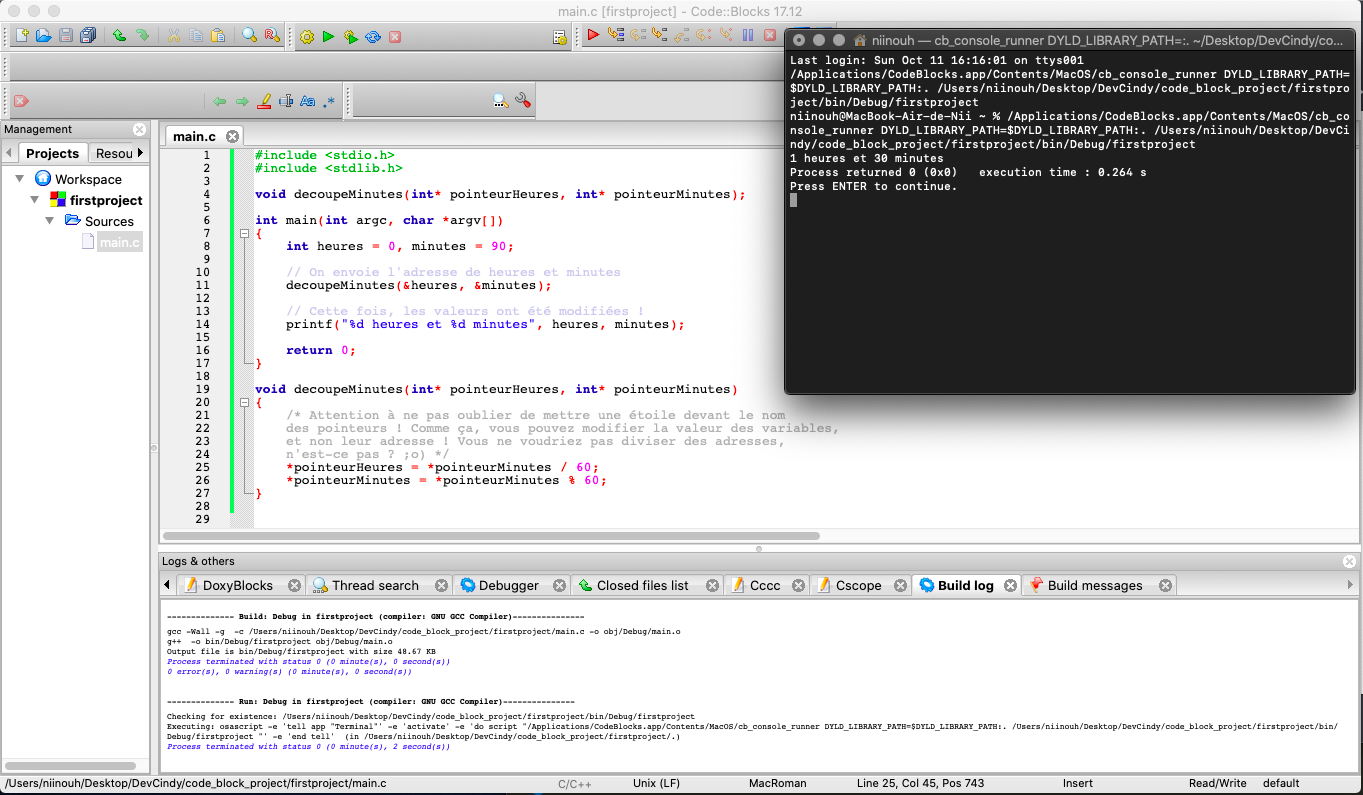 main.c [firstproject] - Code::Blocks 17.12
niinouh — cb_console_runner DYLD_LIBRARY_PATH=:. ~/Desktop/DevCindy/co...
Last login: Sun Oct 11 16:16:01 on ttys001
/Applications/CodeBlocks.app/Contents/MacOS/cb_console_runner DYLD_LIBRARY_PATH=
$DYLD_LIBRARY_PATH:. /Users/niinouh/Desktop/DevCindy/code_block_project/firstpro
ject/bin/Debug/firstproject
niinouh@MacBook-Air-de-Nii ~ % /Applications/CodeBlocks.app/Contents/MacOS/cb_co
nsole_runner DYLD_LIBRARY_PATH=$DYLD_LIBRARY_PATH:. /Users/niinouh/Desktop/DevCi
ndy/code_block_project/firstproject/bin/Debug/firstproject
1 heures et 30 minutes
Process returned 0 (0x0)   execution time : 0.264 s
Press ENTER to continue.
Aa .*
Management
Projects Resou
Workspace
firstproject
Sources
main.c
main.c
1 #include <stdio.h>
2 #include <stdlib.h>
3
4 void decoupeMinutes(int* pointeurHeures, int* pointeurMinutes);
5
6 int main(int argc, char *argv[])
7 {
8     int heures = 0, minutes = 90;
9
10     // On envoie l'adresse de heures et minutes
11     decoupeMinutes(&heures, &minutes);
12
13     // Cette fois, les valeurs ont été modifiées !
14     printf("%d heures et %d minutes", heures, minutes);
15
16     return 0;
17 }
18
19 void decoupeMinutes(int* pointeurHeures, int* pointeurMinutes)
20 {
21     /* Attention à ne pas oublier de mettre une étoile devant le nom
22     des pointeurs ! Comme ça, vous pouvez modifier la valeur des variables,
23     et non leur adresse ! Vous ne voudriez pas diviser des adresses,
24     n'est-ce pas ? ;o) */
25     *pointeurHeures = *pointeurMinutes / 60;
26     *pointeurMinutes = *pointeurMinutes % 60;
27 }
28
29
Logs & others
DoxyBlocks Thread search Debugger Closed files list Cccc Cscope Build log Build messages
-------------- Build: Debug in firstproject (compiler: GNU GCC Compiler)---------------
gcc -Wall -g  -c /Users/niinouh/Desktop/DevCindy/code_block_project/firstproject/main.c -o obj/Debug/main.o
g++  -o bin/Debug/firstproject obj/Debug/main.o
Output file is bin/Debug/firstproject with size 48.67 KB
Process terminated with status 0 (0 minute(s), 0 second(s))
0 error(s), 0 warning(s) (0 minute(s), 0 second(s))
-------------- Run: Debug in firstproject (compiler: GNU GCC Compiler)---------------
Checking for existence: /Users/niinouh/Desktop/DevCindy/code_block_project/firstproject/bin/Debug/firstproject
Executing: osascript -e 'tell app "Terminal"' -e 'activate' -e 'do script "/Applications/CodeBlocks.app/Contents/MacOS/cb_console_runner DYLD_LIBRARY_PATH=$DYLD_LIBRARY_PATH:. /Users/niinouh/Desktop/DevCindy/code_block_project/firstproject/bin/
Debug/firstproject "' -e 'end tell'  (in /Users/niinouh/Desktop/DevCindy/code_block_project/firstproject/.)
Process terminated with status 0 (0 minute(s), 2 second(s))
/Users/niinouh/Desktop/DevCindy/code_block_project/firstproject/main.c C/C++ Unix (LF) MacRoman Line 25, Col 45, Pos 743 Insert Read/Write default